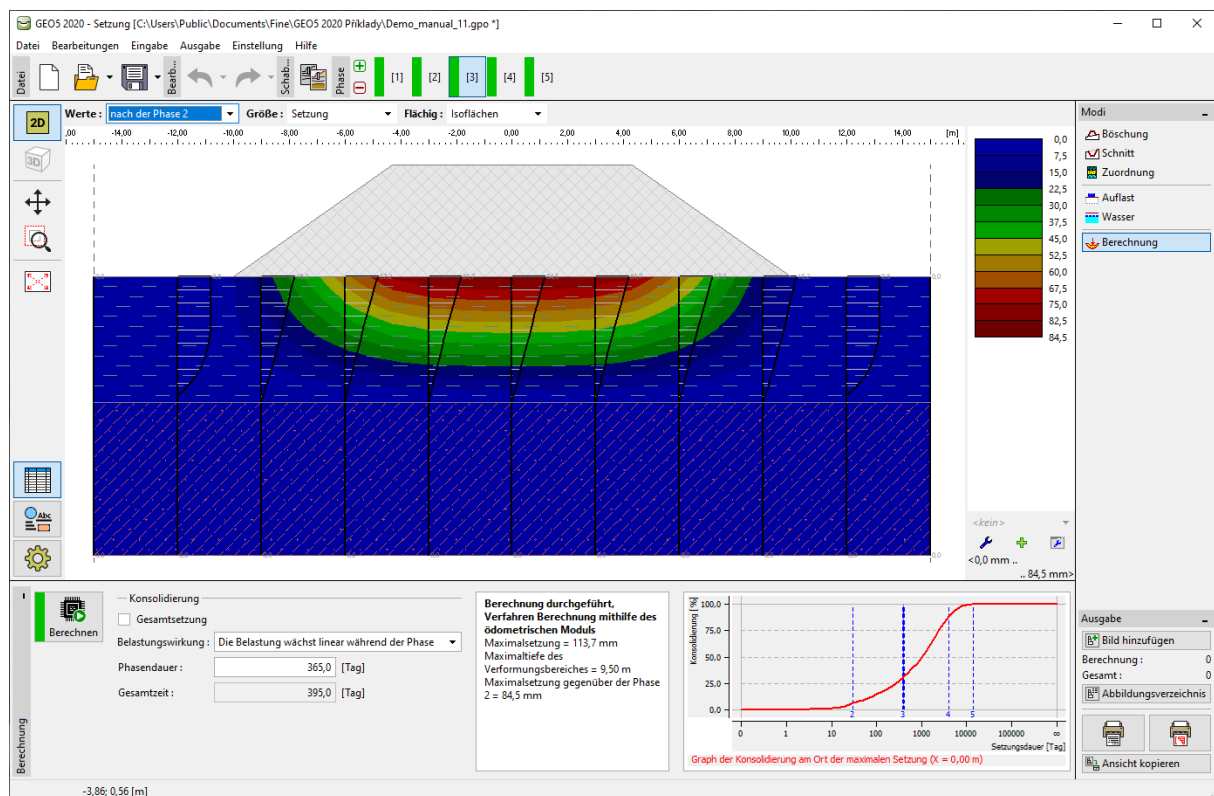 GEO5 2020 - Setzung [C:\Users\Public\Documents\Fine\GEO5 2020 Příklady\Demo_manual_11.gpo *]
Datei Bearbeitungen Eingabe Ausgabe Einstellung Hilfe
Datei
Bearb...
Schab...
Phase
[1] [2] [3] [4] [5]
2D
3D
Abc
Werte : nach der Phase 2 Größe : Setzung Flächig : Isoflächen
,00 -14,00 -12,00 -10,00 -8,00 -6,00 -4,00 -2,00 0,00 2,00 4,00 6,00 8,00 10,00 12,00 14,00 [m]
0,0
7,5
15,0
22,5
30,0
37,5
45,0
52,5
60,0
67,5
75,0
82,5
84,5
<kein>
<0,0 mm ..
.. 84,5 mm>
Modi
Böschung
Schnitt
Zuordnung
Auflast
Wasser
Berechnung
Berechnung
Berechnen
Konsolidierung
Gesamtsetzung
Belastungswirkung : Die Belastung wächst linear während der Phase
Phasendauer : 365,0 [Tag]
Gesamtzeit : 395,0 [Tag]
Berechnung durchgeführt,
Verfahren Berechnung mithilfe des
ödometrischen Moduls
Maximalsetzung = 113,7 mm
Maximaltiefe des
Verformungsbereiches = 9,50 m
Maximalsetzung gegenüber der Phase
2 = 84,5 mm
Konsolidierung [%]
100,0
75,0
50,0
25,0
0,0
2 3 4 5
0 1 10 100 1000 10000 100000 ∞
Setzungsdauer [Tag]
Graph der Konsolidierung am Ort der maximalen Setzung (X = 0,00 m)
Ausgabe
Bild hinzufügen
Berechnung : 0
Gesamt : 0
Abbildungsverzeichnis
Ansicht kopieren
-3,86; 0,56 [m]